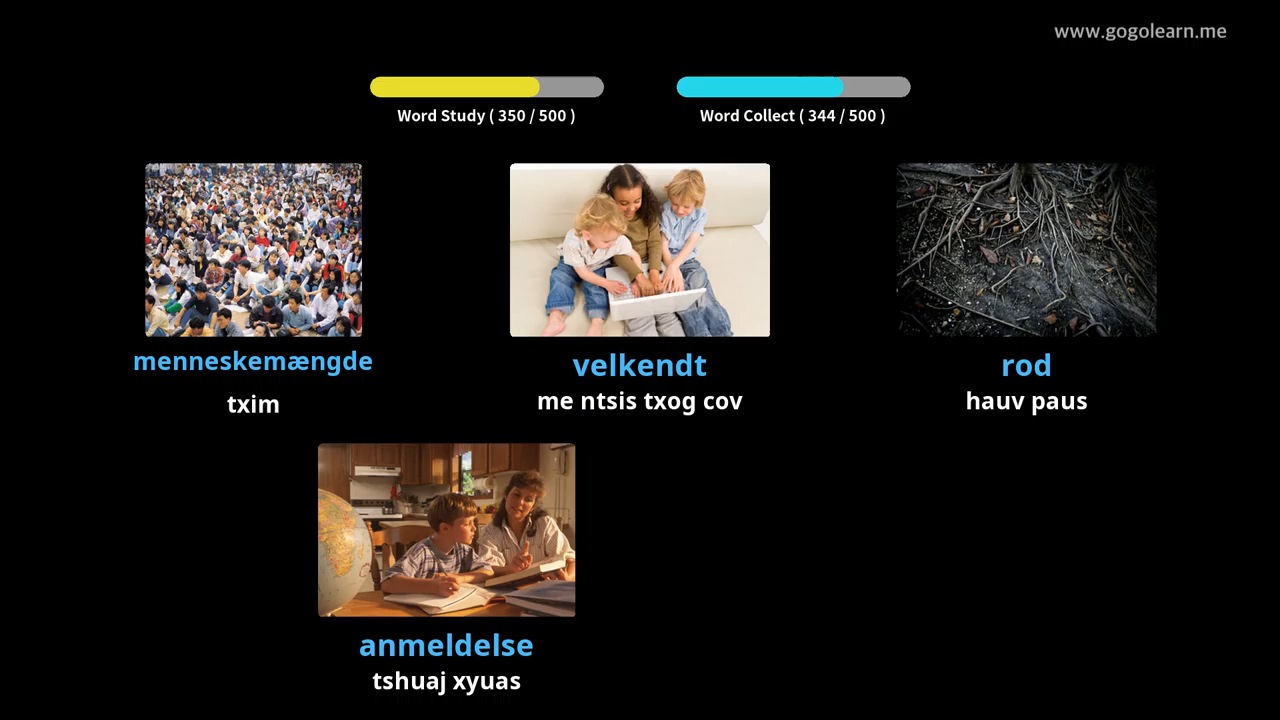 www.gogolearn.me
Word Study ( 350 / 500 )
Word Collect ( 344 / 500 )
menneskemængde
txim
velkendt
me ntsis txog cov
rod
hauv paus
anmeldelse
tshuaj xyuas